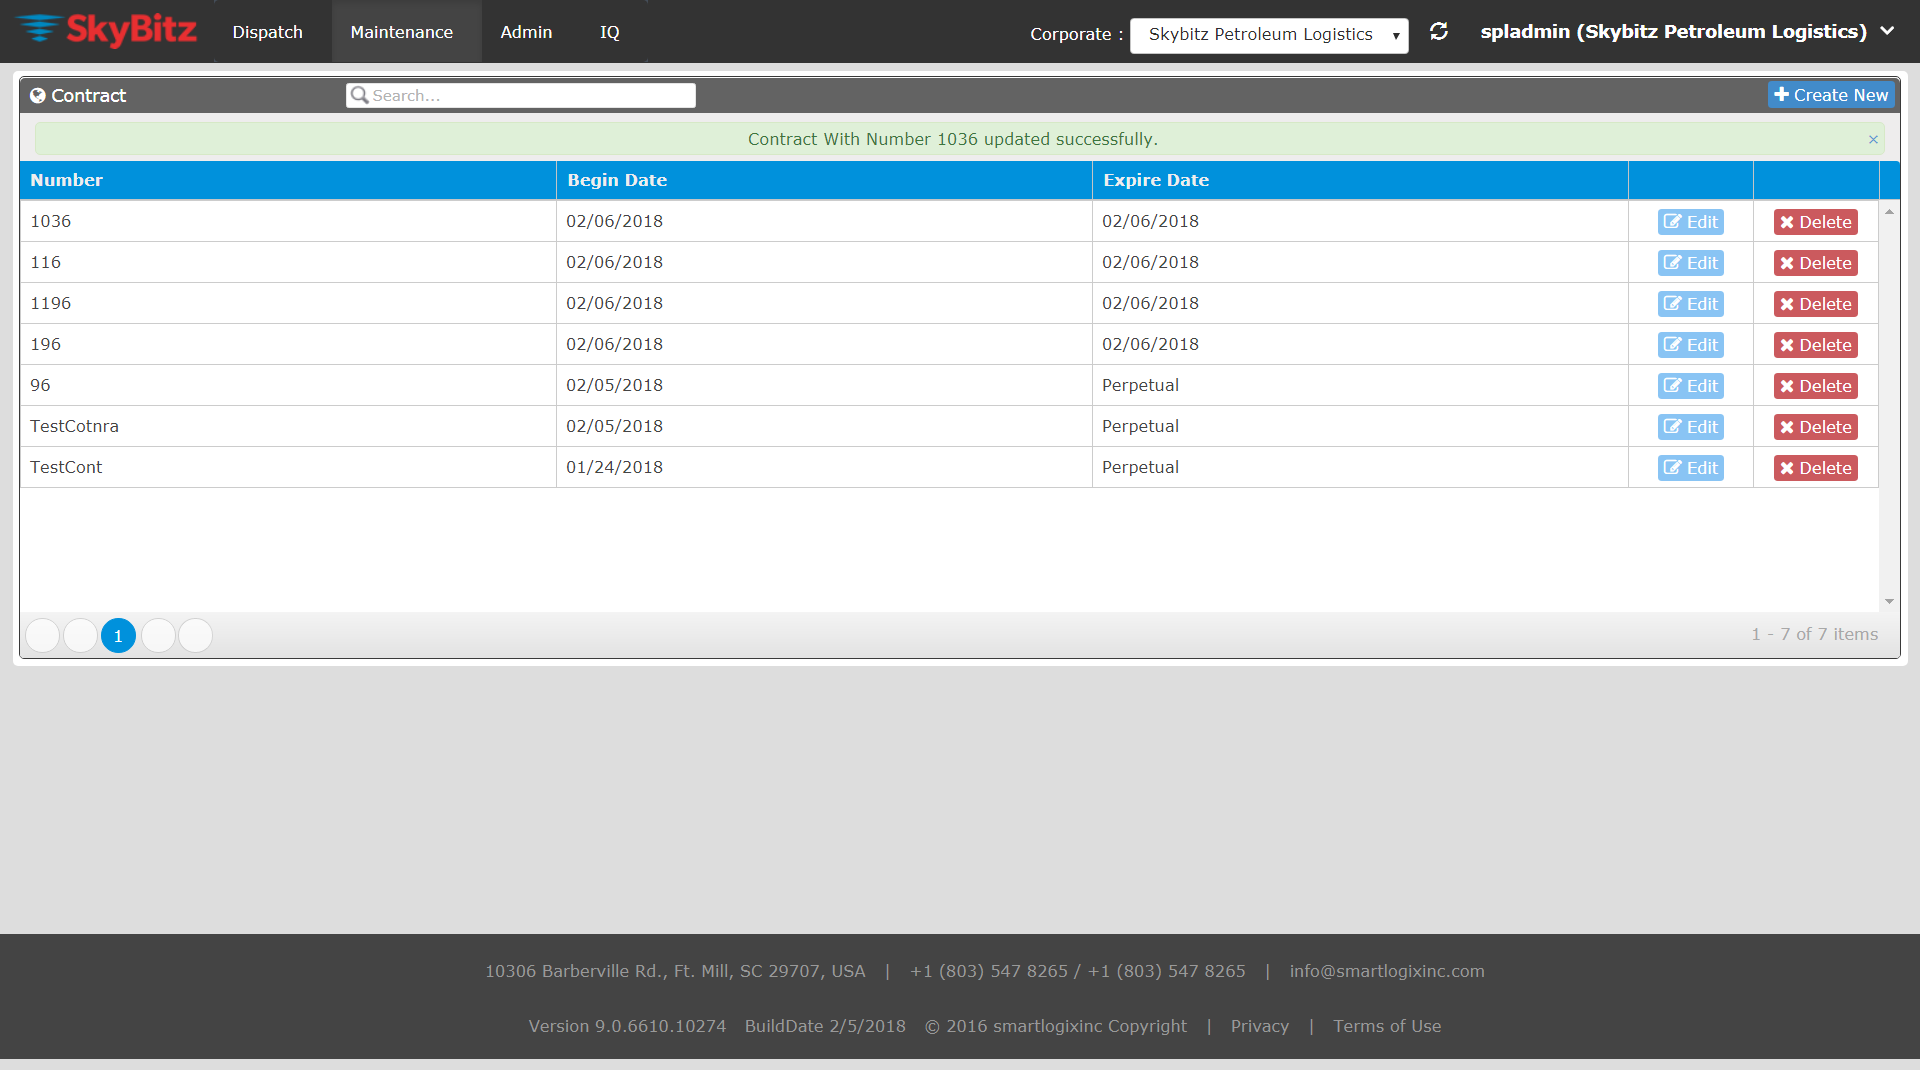 SkyBitz Dispatch Maintenance Admin IQ Corporate : Skybitz Petroleum Logistics spladmin (Skybitz Petroleum Logistics)
Contract Search... Create New
Contract With Number 1036 updated successfully. ×
Number Begin Date Expire Date
1036 02/06/2018 02/06/2018 Edit Delete
116 02/06/2018 02/06/2018 Edit Delete
1196 02/06/2018 02/06/2018 Edit Delete
196 02/06/2018 02/06/2018 Edit Delete
96 02/05/2018 Perpetual Edit Delete
TestCotnra 02/05/2018 Perpetual Edit Delete
TestCont 01/24/2018 Perpetual Edit Delete
1 1 - 7 of 7 items
10306 Barberville Rd., Ft. Mill, SC 29707, USA | +1 (803) 547 8265 / +1 (803) 547 8265 | info@smartlogixinc.com
Version 9.0.6610.10274 BuildDate 2/5/2018 © 2016 smartlogixinc Copyright | Privacy | Terms of Use